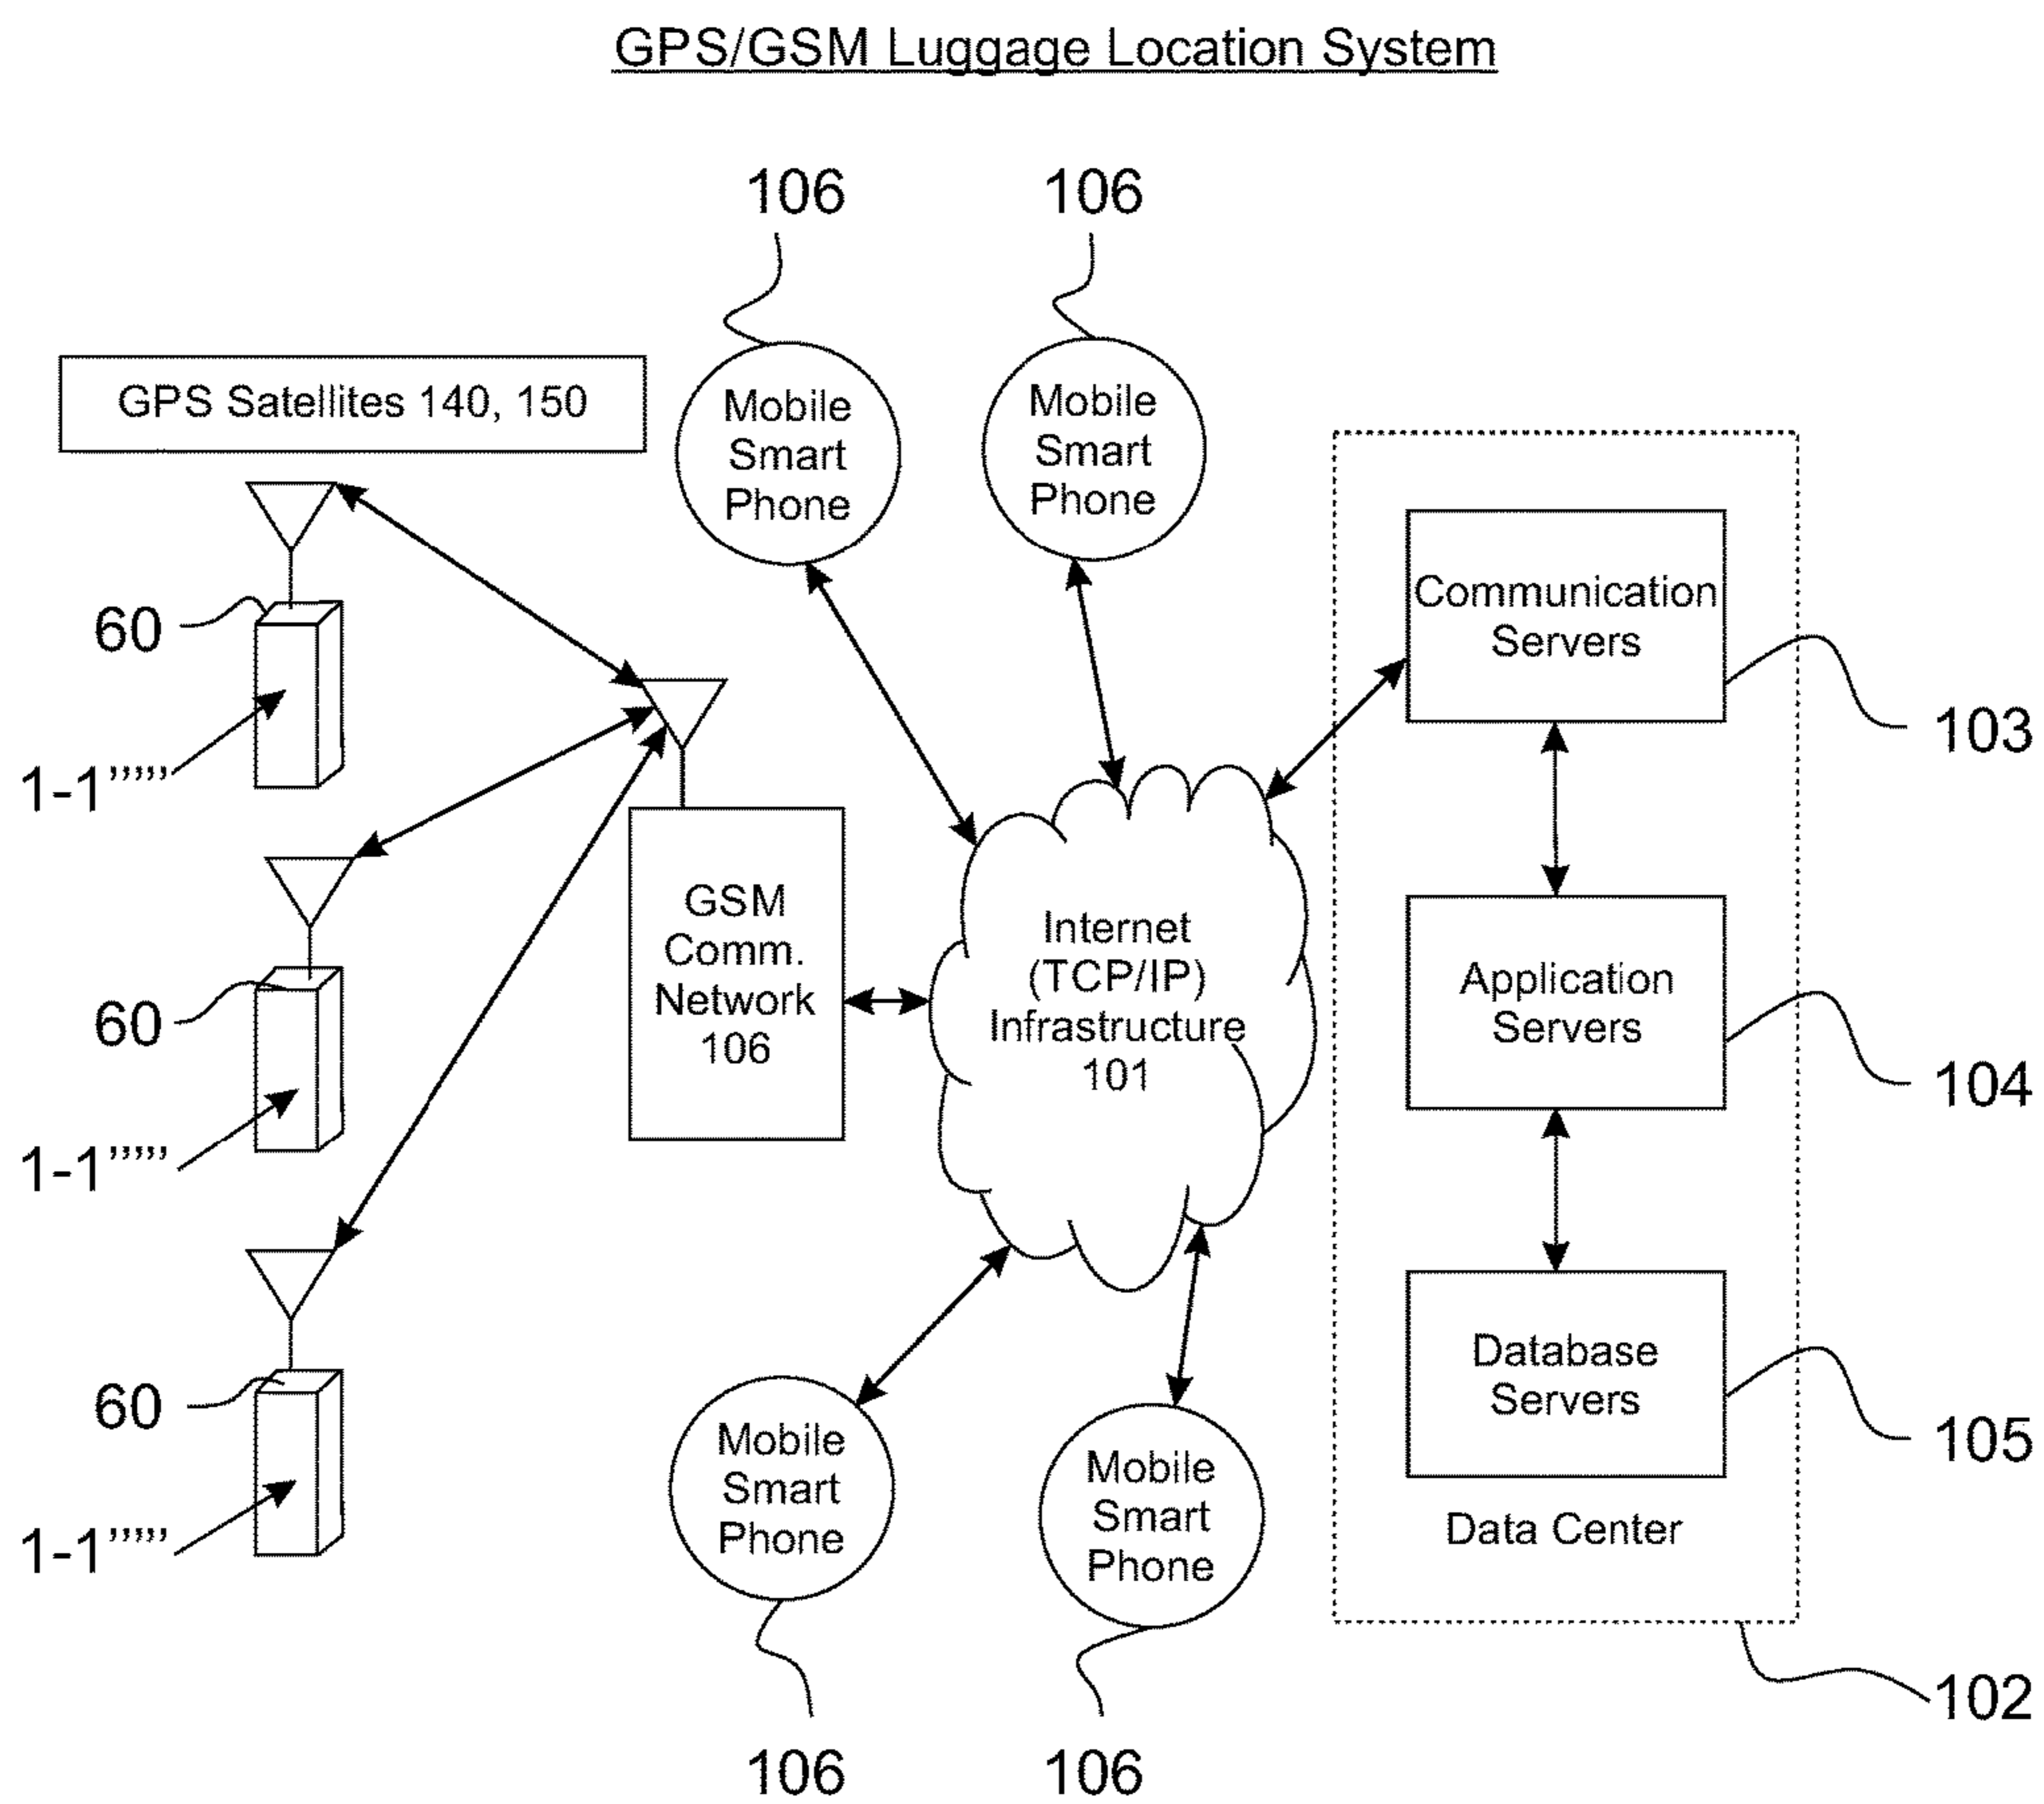 GPS/GSM Luggage Location System
106
106
GPS Satellites 140, 150
Mobile
Smart
Phone
Mobile
Smart
Phone
Communication
Servers
60
103
1-1’’’’’
GSM
Comm.
Network
106
Internet
(TCP/IP)
Infrastructure
101
Application
Servers
60
104
1-1’’’’’
Database
Servers
60
105
Mobile
Smart
Phone
Mobile
Smart
Phone
1-1’’’’’
Data Center
102
106
106